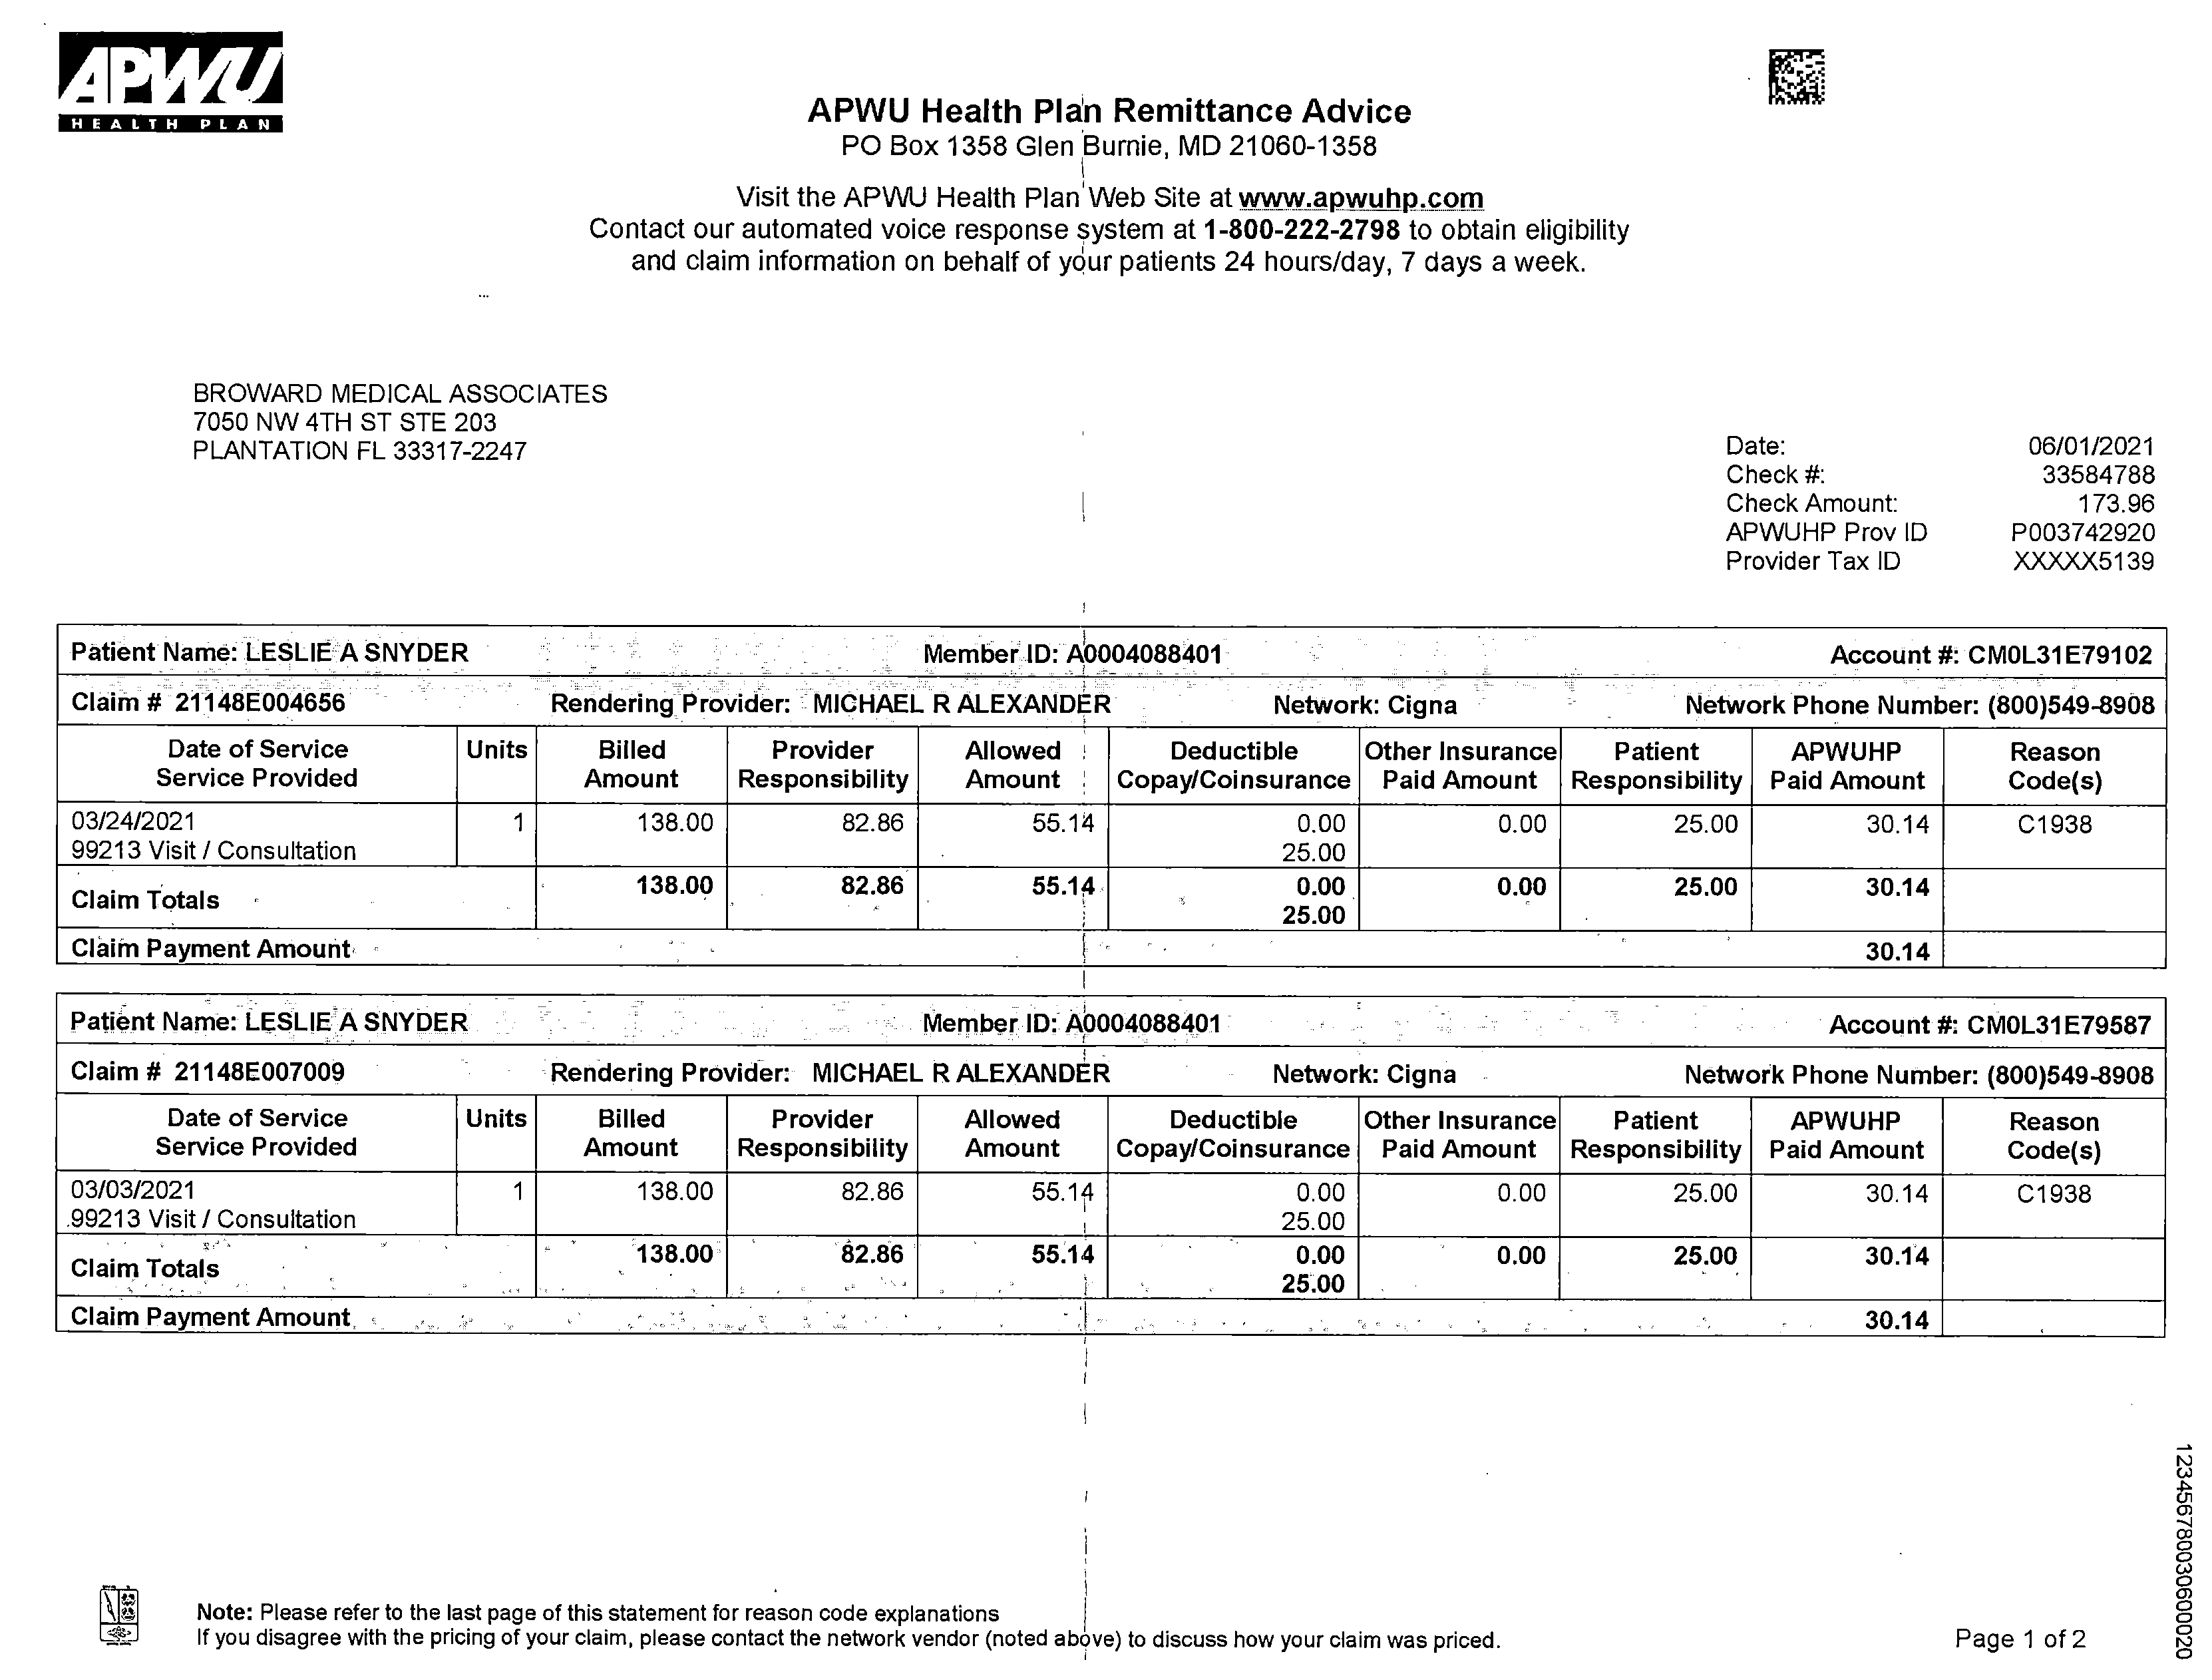 APWU
HEALTH PLAN
APWU Health Plan Remittance Advice
PO Box 1358 Glen Burnie, MD 21060-1358
Visit the APWU Health Plan Web Site at www.apwuhp.com
Contact our automated voice response system at 1-800-222-2798 to obtain eligibility
and claim information on behalf of your patients 24 hours/day, 7 days a week.
BROWARD MEDICAL ASSOCIATES
7050 NW 4TH ST STE 203
PLANTATION FL 33317-2247
Date: 06/01/2021
Check #: 33584788
Check Amount: 173.96
APWUHP Prov ID P003742920
Provider Tax ID XXXXX5139
Patient Name: LESLIE A SNYDER Member ID: A0004088401 Account #: CM0L31E79102
Claim # 21148E004656 Rendering Provider: MICHAEL R ALEXANDER Network: Cigna Network Phone Number: (800)549-8908
Date of Service Units Billed Provider Allowed Deductible Other Insurance Patient APWUHP Reason
Service Provided Amount Responsibility Amount Copay/Coinsurance Paid Amount Responsibility Paid Amount Code(s)
03/24/2021 1 138.00 82.86 55.14 0.00 0.00 25.00 30.14 C1938
99213 Visit / Consultation 25.00
Claim Totals 138.00 82.86 55.14 0.00 0.00 25.00 30.14
25.00
Claim Payment Amount 30.14
Patient Name: LESLIE A SNYDER Member ID: A0004088401 Account #: CM0L31E79587
Claim # 21148E007009 Rendering Provider: MICHAEL R ALEXANDER Network: Cigna Network Phone Number: (800)549-8908
Date of Service Units Billed Provider Allowed Deductible Other Insurance Patient APWUHP Reason
Service Provided Amount Responsibility Amount Copay/Coinsurance Paid Amount Responsibility Paid Amount Code(s)
03/03/2021 1 138.00 82.86 55.14 0.00 0.00 25.00 30.14 C1938
99213 Visit / Consultation 25.00
Claim Totals 138.00 82.86 55.14 0.00 0.00 25.00 30.14
25.00
Claim Payment Amount 30.14
Note: Please refer to the last page of this statement for reason code explanations
If you disagree with the pricing of your claim, please contact the network vendor (noted above) to discuss how your claim was priced.
Page 1 of 2
12345678003060020